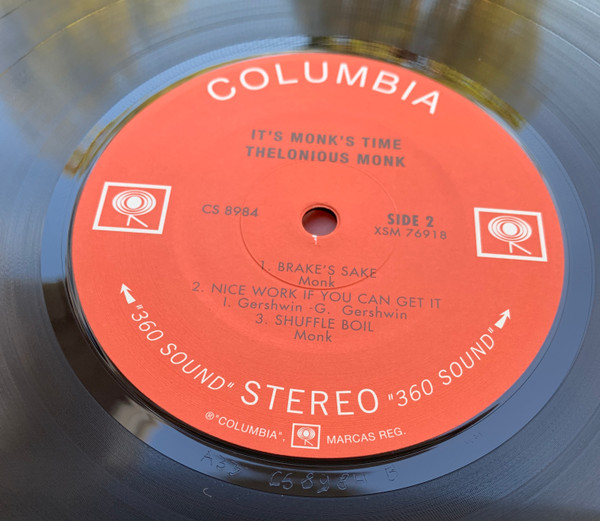 COLUMBIA
IT'S MONK'S TIME
THELONIOUS MONK
CS 8984
SIDE 2
XSM 76918
1. BRAKE'S SAKE
Monk
2. NICE WORK IF YOU CAN GET IT
I. Gershwin -G. Gershwin
3. SHUFFLE BOIL
Monk
"360 SOUND" STEREO "360 SOUND"
®"COLUMBIA", MARCAS REG.